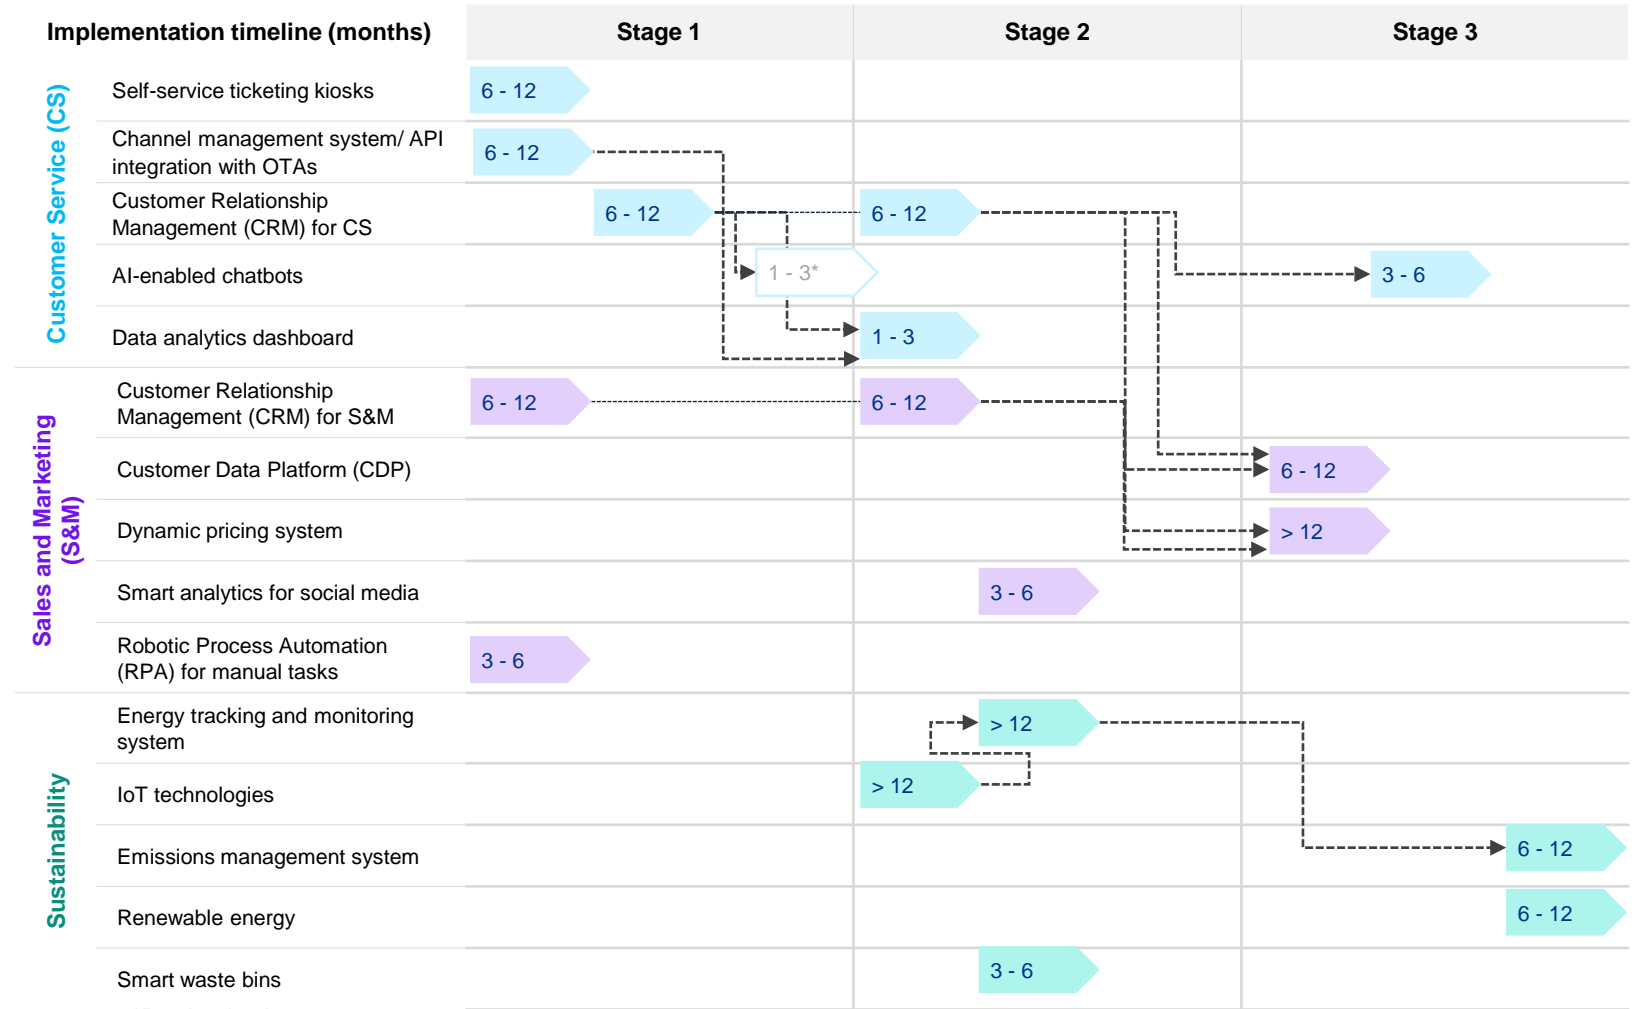 Implementation timeline (months)
Stage 1
Stage 2
Stage 3
Customer Service (CS)
Self-service ticketing kiosks
6 - 12
Channel management system/ API
integration with OTAs
6 - 12
Customer Relationship
Management (CRM) for CS
6 - 12
6 - 12
AI-enabled chatbots
1 - 3*
3 - 6
Data analytics dashboard
1 - 3
Sales and Marketing
(S&M)
Customer Relationship
Management (CRM) for S&M
6 - 12
6 - 12
Customer Data Platform (CDP)
6 - 12
Dynamic pricing system
> 12
Smart analytics for social media
3 - 6
Robotic Process Automation
(RPA) for manual tasks
3 - 6
Sustainability
Energy tracking and monitoring
system
> 12
IoT technologies
> 12
Emissions management system
6 - 12
Renewable energy
6 - 12
Smart waste bins
3 - 6